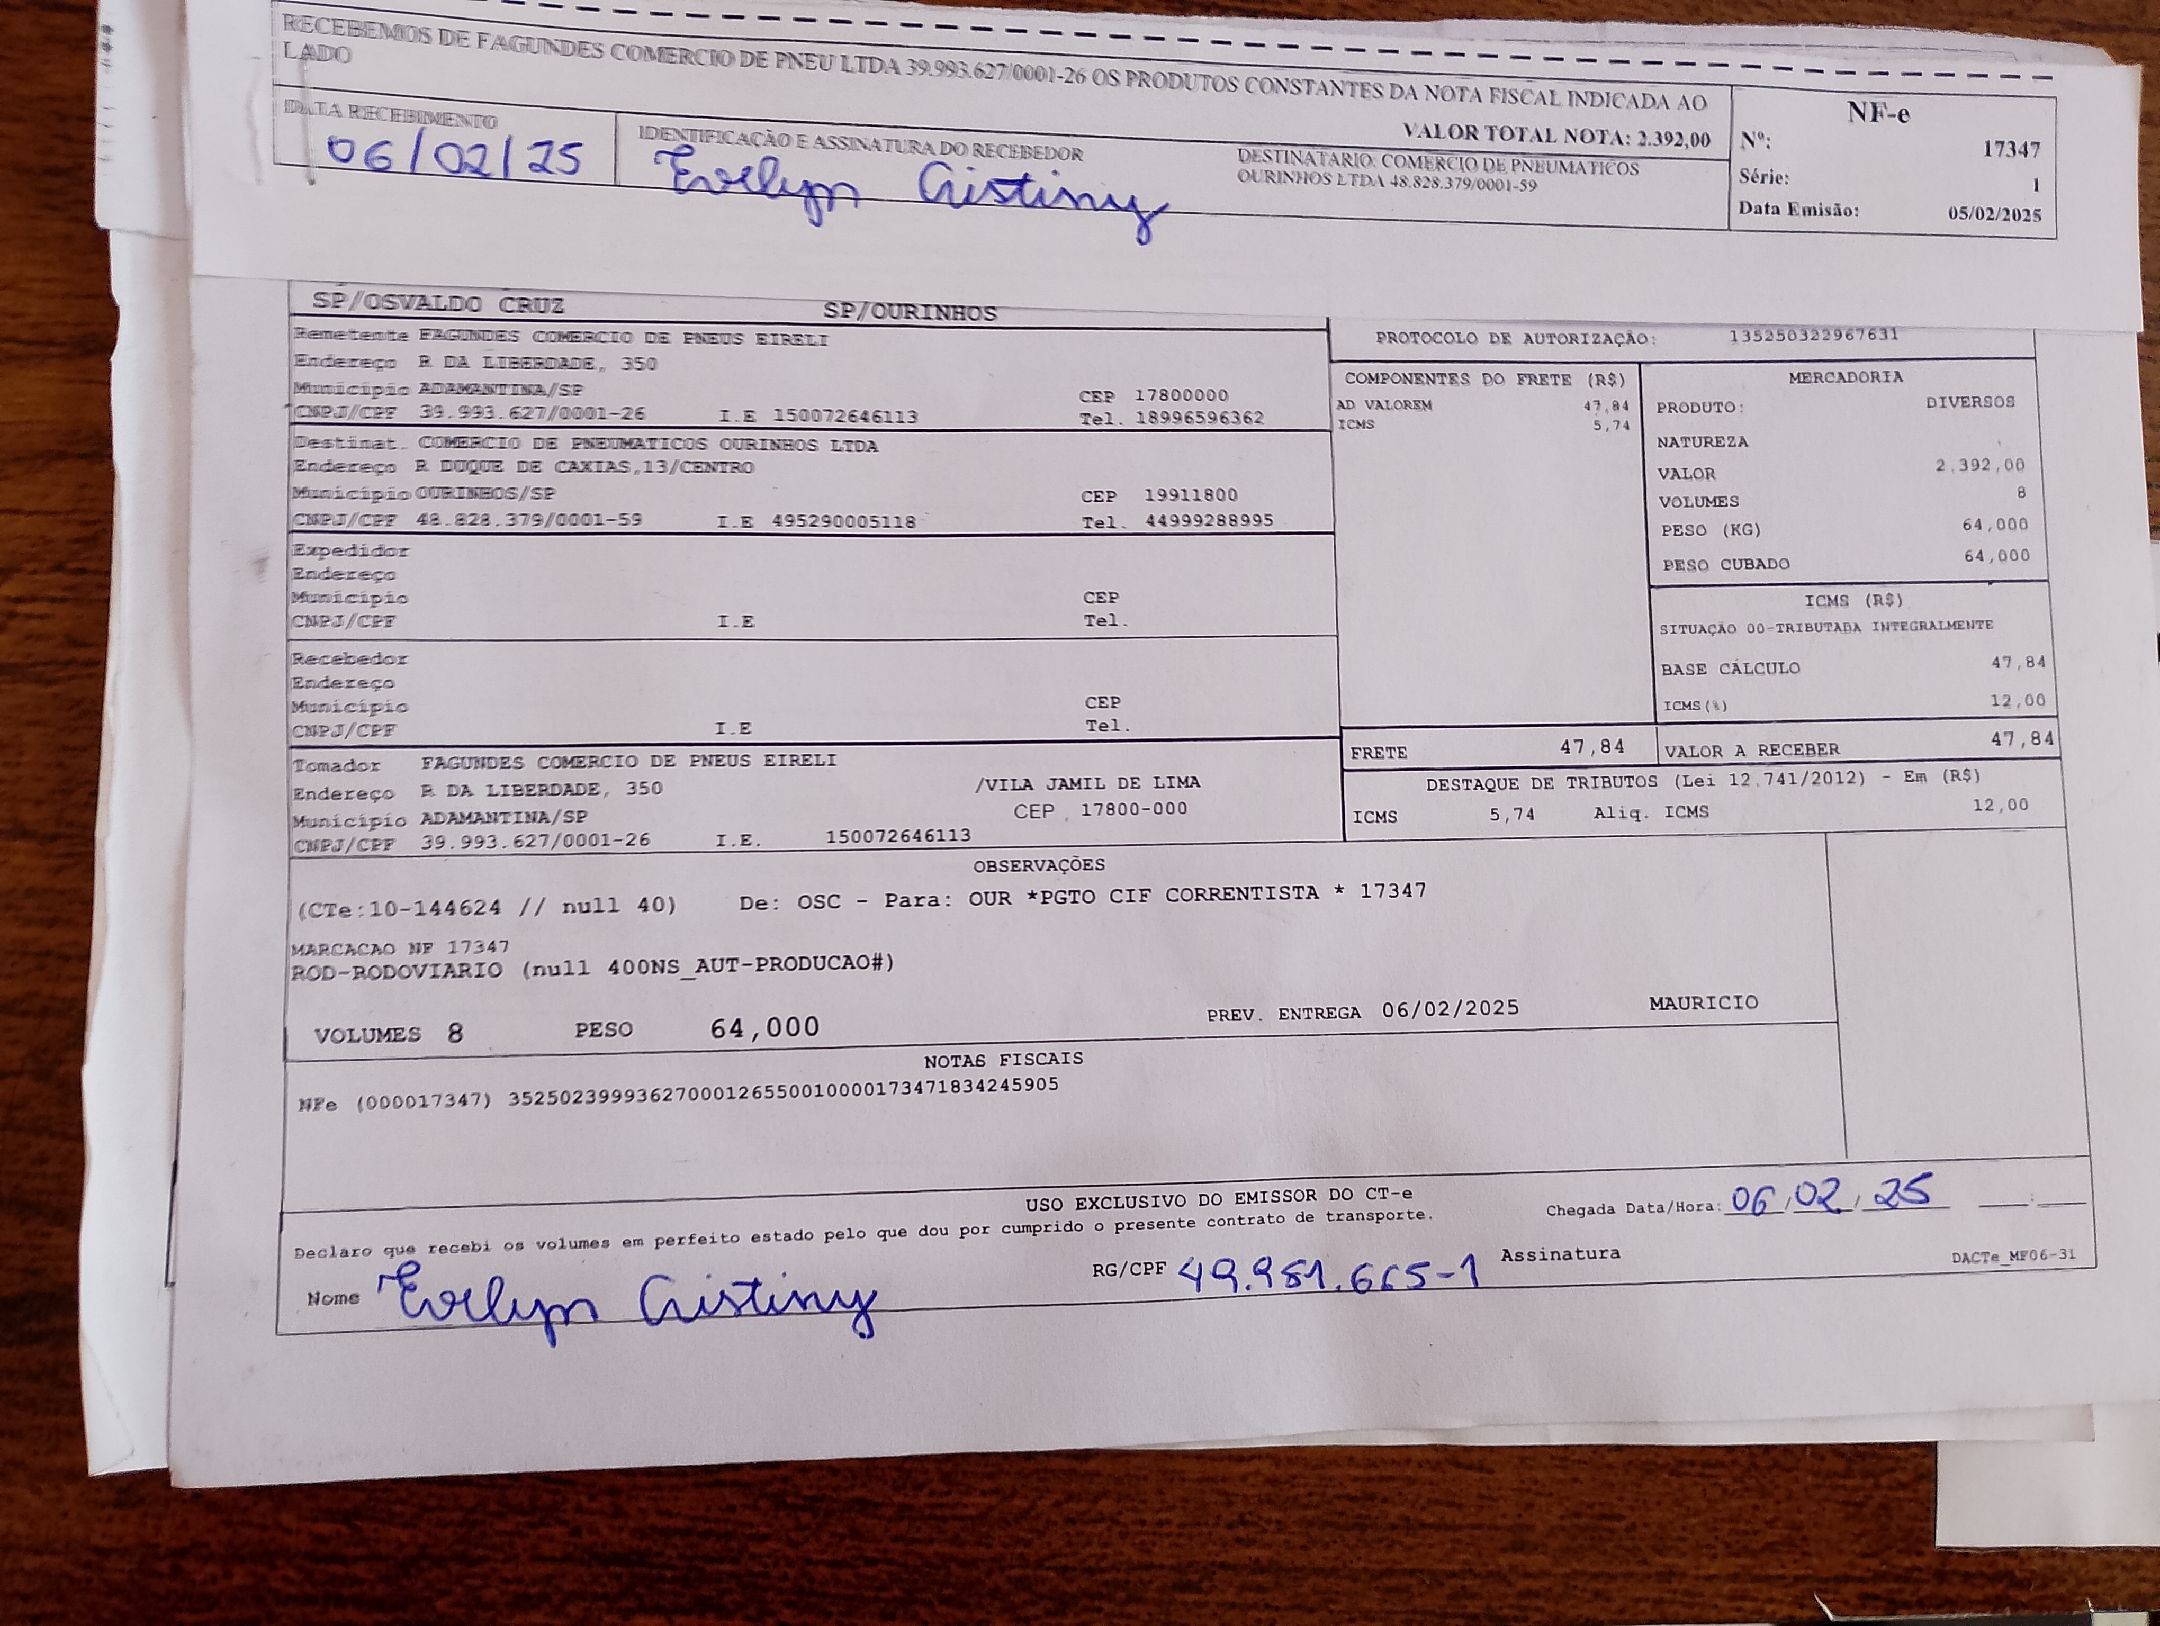 RECEBEMOS DE FAGUNDES COMERCIO DE PNEU LTDA 39.993.627/0001-26 OS PRODUTOS CONSTANTES DA NOTA FISCAL INDICADA AO
LADO
VALOR TOTAL NOTA: 2.392,00
DATA RECEBIMENTO
06/02/25
IDENTIFICAÇÃO E ASSINATURA DO RECEBEDOR
Evelyn Cristiny
DESTINATARIO: COMERCIO DE PNEUMATICOS
OURINHOS LTDA 48.828.379/0001-59
NF-e
Nº: 17347
Série: 1
Data Emisão: 05/02/2025
SP/OSVALDO CRUZ SP/OURINHOS
Remetente FAGUNDES COMERCIO DE PNEUS EIRELI
Endereço R DA LIBERDADE, 350
Município ADAMANTINA/SP CEP 17800000
CNPJ/CPF 39.993.627/0001-26 I.E 150072646113 Tel. 18996596362
Destinat. COMERCIO DE PNEUMATICOS OURINHOS LTDA
Endereço R DUQUE DE CAXIAS,13/CENTRO
Município OURINHOS/SP CEP 19911800
CNPJ/CPF 48.828.379/0001-59 I.E 495290005118 Tel. 44999288995
Expedidor
Endereço
Município CEP
CNPJ/CPF I.E Tel.
Recebedor
Endereço
Município CEP
CNPJ/CPF I.E Tel.
Tomador FAGUNDES COMERCIO DE PNEUS EIRELI
Endereço R DA LIBERDADE, 350 /VILA JAMIL DE LIMA
Município ADAMANTINA/SP CEP 17800-000
CNPJ/CPF 39.993.627/0001-26 I.E. 150072646113
PROTOCOLO DE AUTORIZAÇÃO: 135250322967631
COMPONENTES DO FRETE (R$)
AD VALOREM 47,84
ICMS 5,74
MERCADORIA
PRODUTO: DIVERSOS
NATUREZA
VALOR 2.392,00
VOLUMES 8
PESO (KG) 64,000
PESO CUBADO 64,000
ICMS (R$)
SITUAÇÃO 00-TRIBUTADA INTEGRALMENTE
BASE CÁLCULO 47,84
ICMS(%) 12,00
FRETE 47,84 VALOR A RECEBER 47,84
DESTAQUE DE TRIBUTOS (Lei 12.741/2012) - Em (R$)
ICMS 5,74 Aliq. ICMS 12,00
OBSERVAÇÕES
(CTe:10-144624 // null 40) De: OSC - Para: OUR *PGTO CIF CORRENTISTA * 17347
MARCACAO NF 17347
ROD-RODOVIARIO (null 400NS_AUT-PRODUCAO#)
VOLUMES 8 PESO 64,000 PREV. ENTREGA 06/02/2025 MAURICIO
NOTAS FISCAIS
NFe (000017347) 35250239993627000126550010000173471834245905
USO EXCLUSIVO DO EMISSOR DO CT-e
Declaro que recebi os volumes em perfeito estado pelo que dou por cumprido o presente contrato de transporte.
Chegada Data/Hora: 06/02/25 __:__
Nome Evelyn Cristiny RG/CPF 49.981.665-1 Assinatura
DACTe_MF06-31